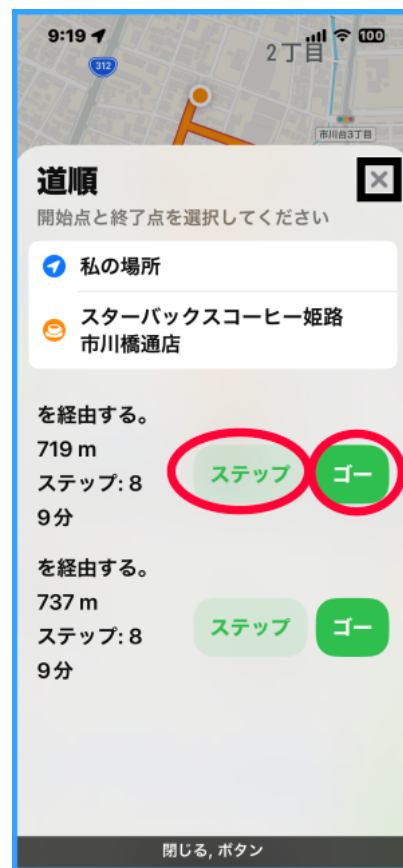 9:19
100
312
2丁目
市川台3丁目
道順
開始点と終了点を選択してください
私の場所
スターバックスコーヒー姫路
市川橋通店
を経由する。
719 m
ステップ: 8
9分
ステップ
ゴー
を経由する。
737 m
ステップ: 8
9分
ステップ
ゴー
閉じる, ボタン